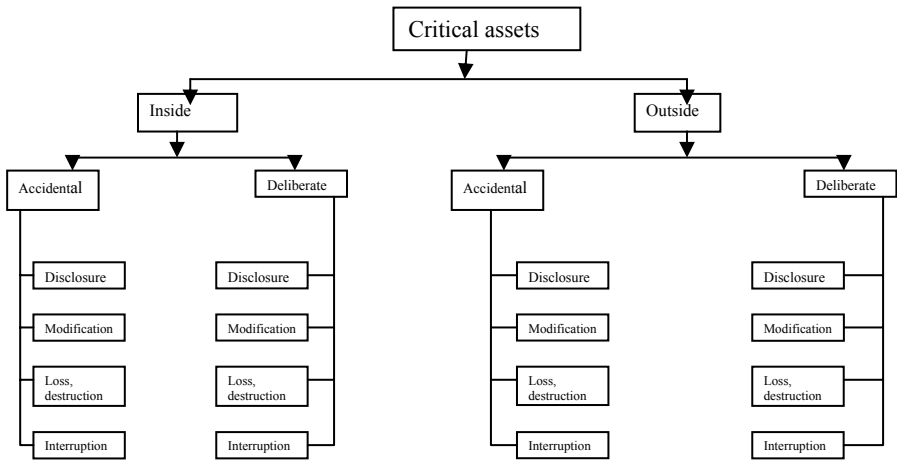 Critical assets
Inside
Outside
Accidental
Deliberate
Accidental
Deliberate
Disclosure
Disclosure
Disclosure
Disclosure
Modification
Modification
Modification
Modification
Loss,
destruction
Loss,
destruction
Loss,
destruction
Loss,
destruction
Interruption
Interruption
Interruption
Interruption